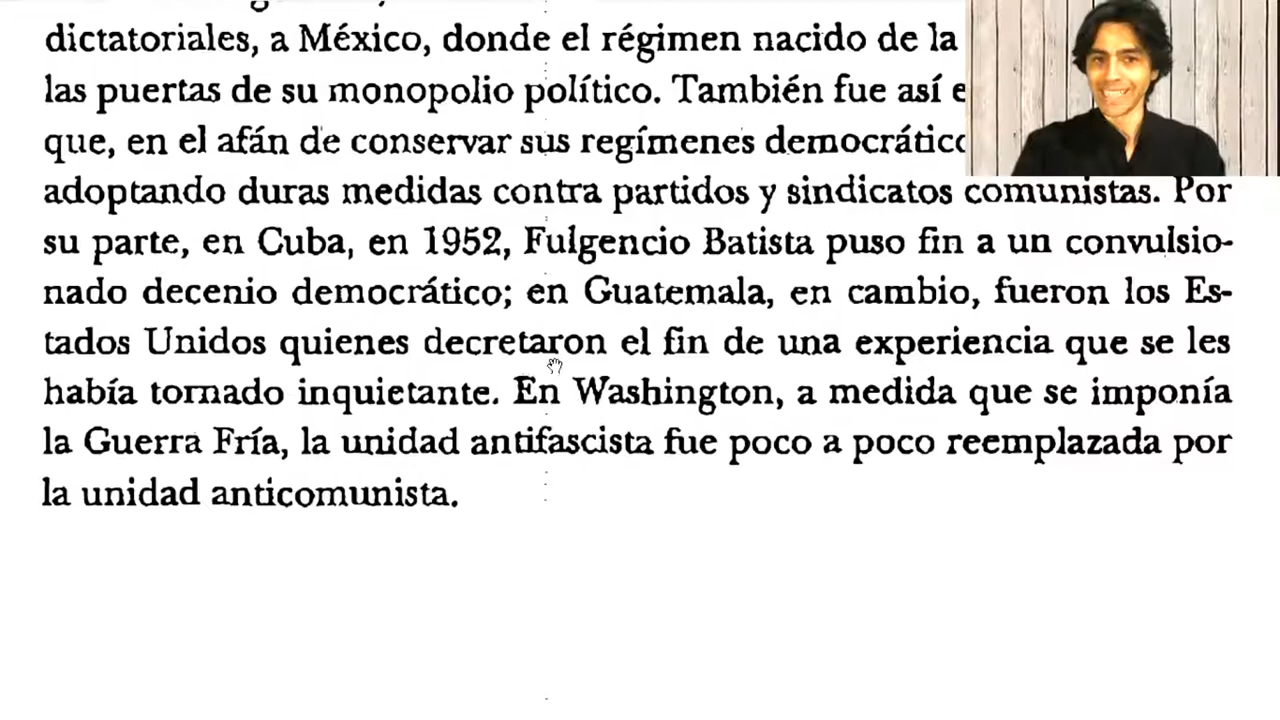 dictatoriales, a México, donde el régimen nacido de la
las puertas de su monopolio político. También fue así
que, en el afán de conservar sus regímenes
adoptando duras medidas contra partidos y sindicatos comunistas. Por
su parte, en Cuba, en 1952, Fulgencio Batista puso fin a un convulsio-
nado decenio democrático; en Guatemala, en cambio, fueron los Es-
tados Unidos quienes decretaron el fin de una experiencia que se les
había tornado inquietante. En Washington, a medida que se imponía
la Guerra Fría, la unidad antifascista fue poco a poco reemplazada por
la unidad anticomunista.